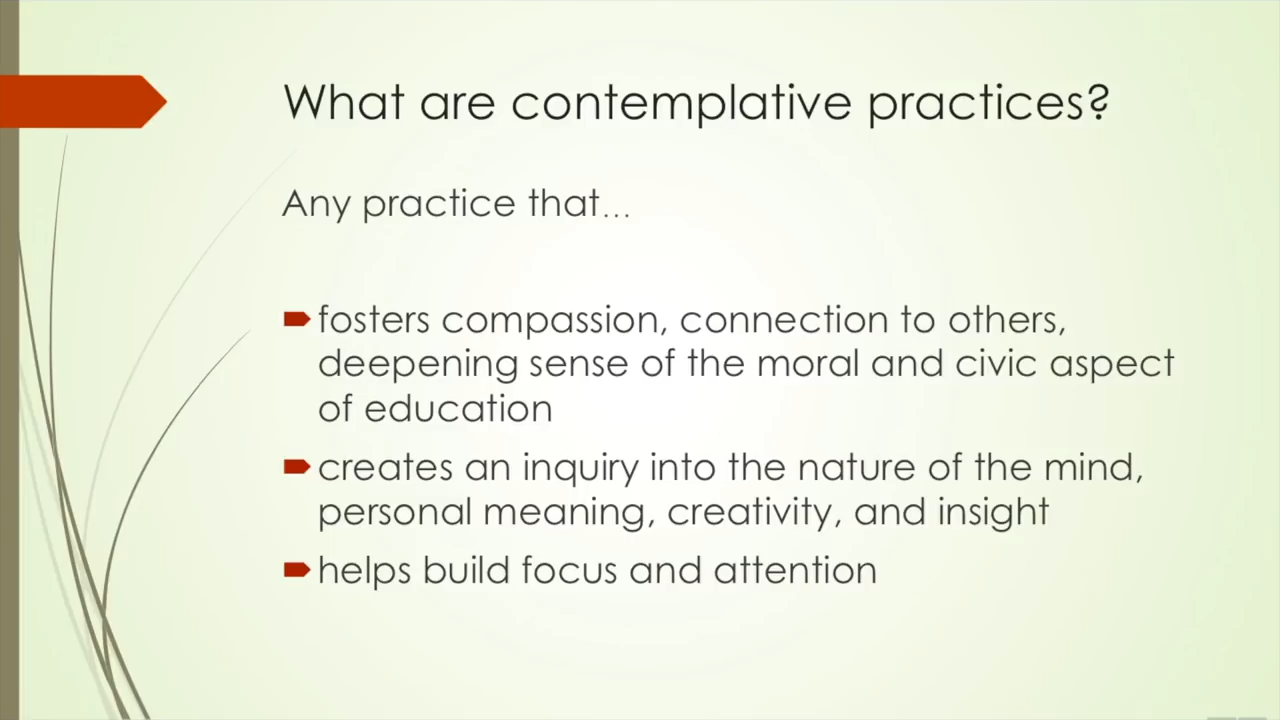 What are contemplative practices?
Any practice that…
fosters compassion, connection to others,
deepening sense of the moral and civic aspect
of education
creates an inquiry into the nature of the mind,
personal meaning, creativity, and insight
helps build focus and attention